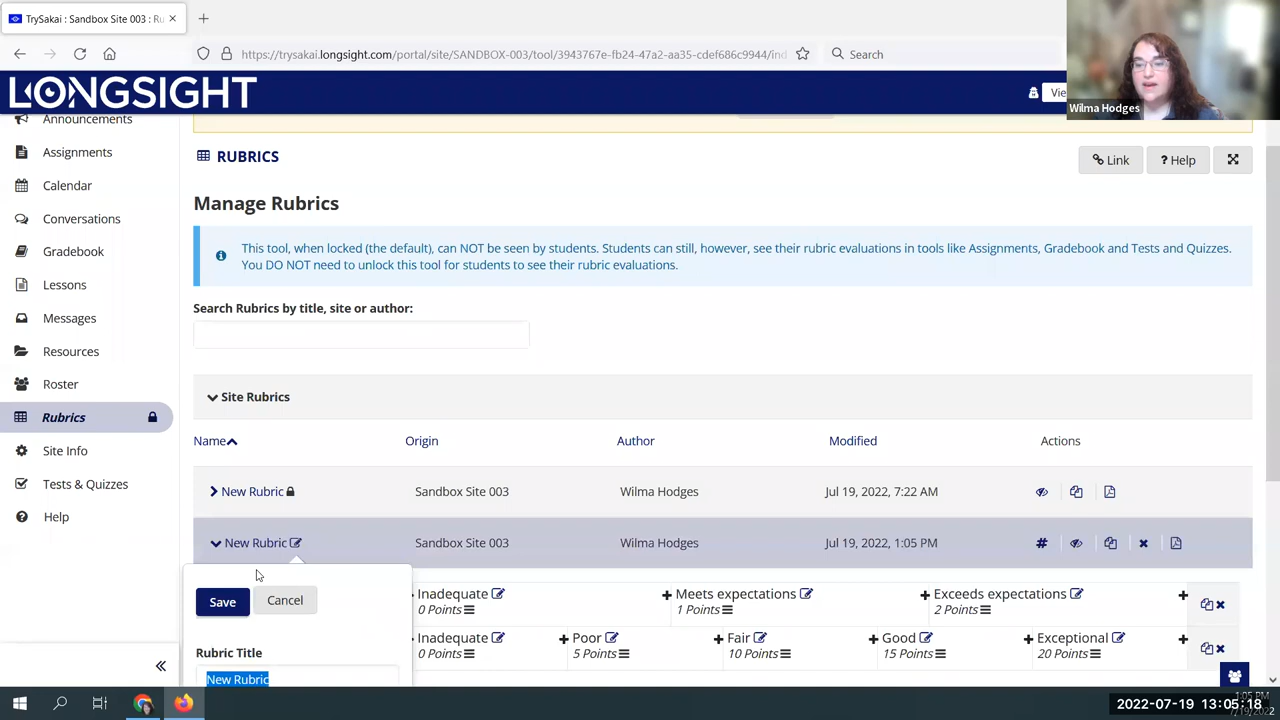 TrySakai : Sandbox Site 003 : Ru
https://trysakai.longsight.com/portal/site/SANDBOX-003/tool/3943767e-fb24-47a2-aa35-cdef686c9944/ind
Search
LONGSIGHT
Vie
Wilma Hodges
Announcements
Assignments
Calendar
Conversations
Gradebook
Lessons
Messages
Resources
Roster
Rubrics
Site Info
Tests & Quizzes
Help
RUBRICS
Link
? Help
Manage Rubrics
This tool, when locked (the default), can NOT be seen by students. Students can still, however, see their rubric evaluations in tools like Assignments, Gradebook and Tests and Quizzes.
You DO NOT need to unlock this tool for students to see their rubric evaluations.
Search Rubrics by title, site or author:
Site Rubrics
Name Origin Author Modified Actions
New Rubric Sandbox Site 003 Wilma Hodges Jul 19, 2022, 7:22 AM
New Rubric Sandbox Site 003 Wilma Hodges Jul 19, 2022, 1:05 PM #
Save Cancel
Rubric Title
New Rubric
Inadequate Meets expectations Exceeds expectations
0 Points 1 Points 2 Points
Inadequate Poor Fair Good Exceptional
0 Points 5 Points 10 Points 15 Points 20 Points
2022-07-19 13:05:18